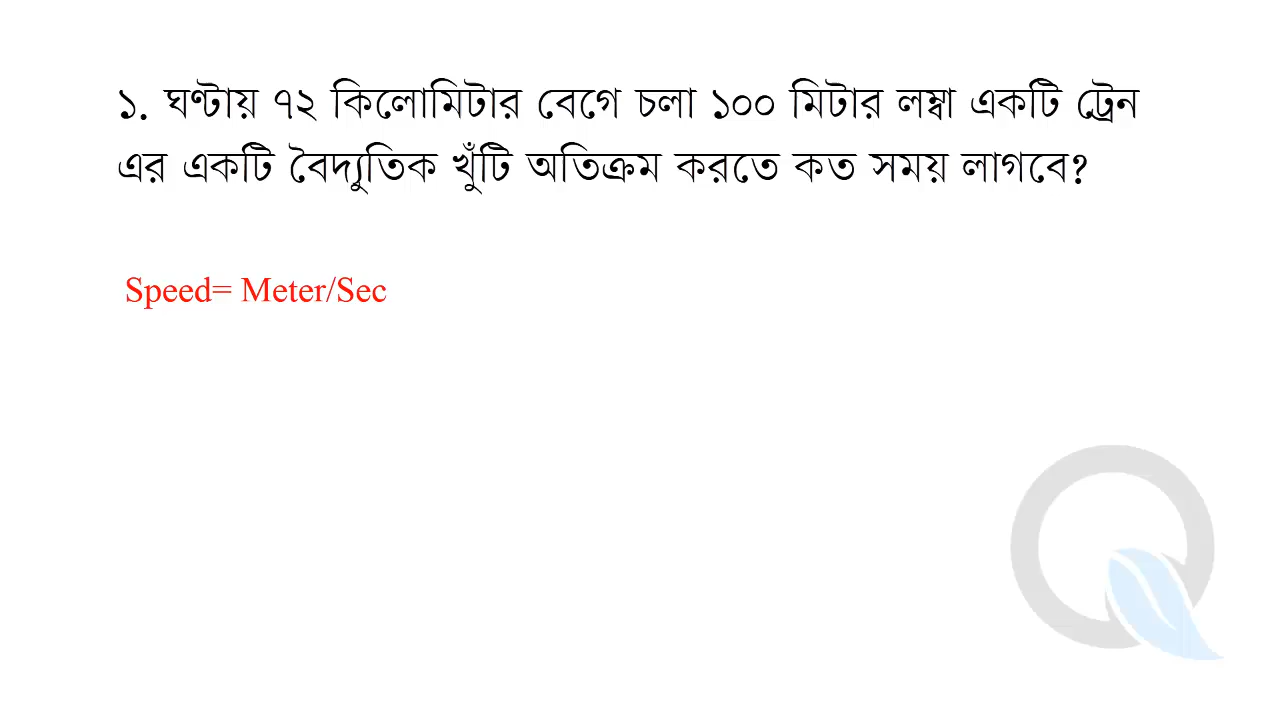 ১. ঘণ্টায় ৭২ কিলোমিটার বেগে চলা ১০০ মিটার লম্বা একটি ট্রেন
এর একটি বৈদ্যুতিক খুঁটি অতিক্রম করতে কত সময় লাগবে?
Speed= Meter/Sec